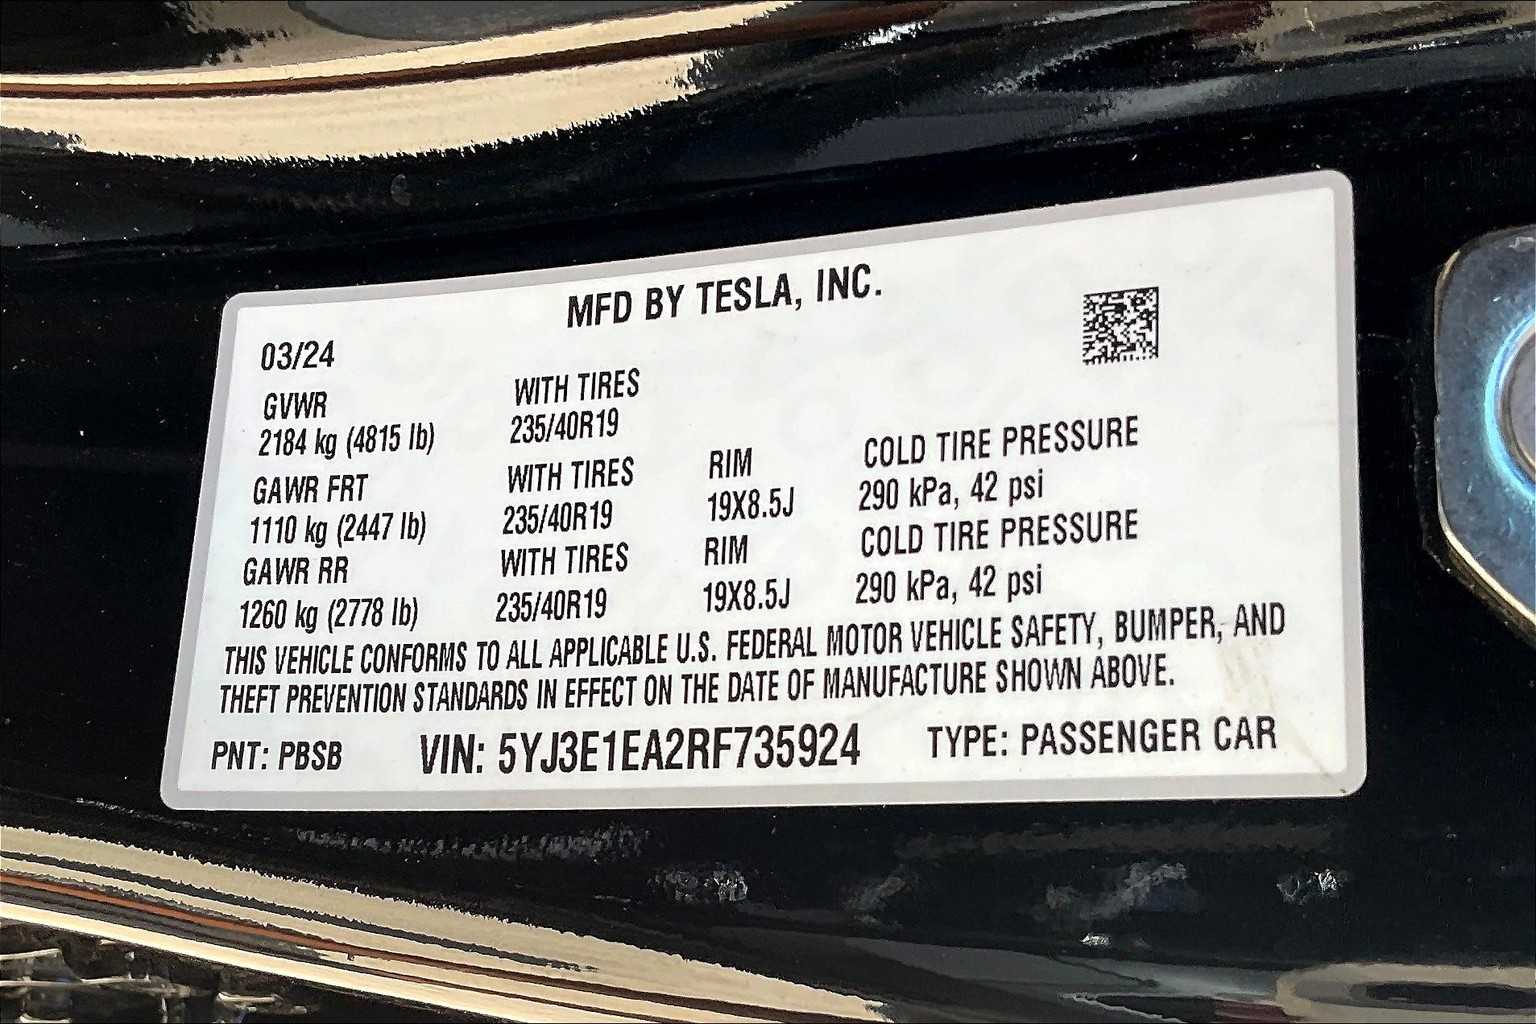 MFD BY TESLA, INC.
03/24
GVWR WITH TIRES
2184 kg (4815 lb) 235/40R19
GAWR FRT WITH TIRES RIM COLD TIRE PRESSURE
1110 kg (2447 lb) 235/40R19 19X8.5J 290 kPa, 42 psi
GAWR RR WITH TIRES RIM COLD TIRE PRESSURE
1260 kg (2778 lb) 235/40R19 19X8.5J 290 kPa, 42 psi
THIS VEHICLE CONFORMS TO ALL APPLICABLE U.S. FEDERAL MOTOR VEHICLE SAFETY, BUMPER, AND
THEFT PREVENTION STANDARDS IN EFFECT ON THE DATE OF MANUFACTURE SHOWN ABOVE.
PNT: PBSB VIN: 5YJ3E1EA2RF735924 TYPE: PASSENGER CAR